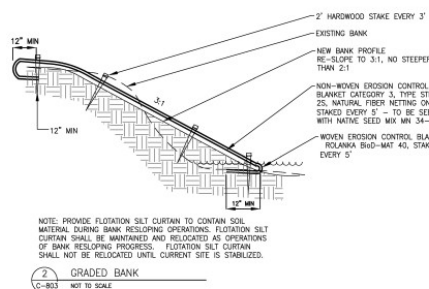 2' HARDWOOD STAKE EVERY 3'
EXISTING BANK
12" MIN
NEW BANK PROFILE
RE-SLOPE TO 3:1, NO STEEPER
THAN 2:1
3:1
NON-WOVEN EROSION CONTROL
BLANKET CATEGORY 3, TYPE ST
2S, NATURAL FIBER NETTING ON
STAKED EVERY 5' – TO BE SE
WITH NATIVE SEED MIX MN 34–
12" MIN
WOVEN EROSION CONTROL BLA
ROLANKA BioD–MAT 40, STAK
EVERY 5'
12" MIN
NOTE: PROVIDE FLOTATION SILT CURTAIN TO CONTAIN SOIL
MATERIAL DURING BANK RESLOPING OPERATIONS. FLOTATION SILT
CURTAIN SHALL BE MAINTAINED AND RELOCATED AS OPERATIONS
OF BANK RESLOPING PROGRESS. FLOTATION SILT CURTAIN
SHALL NOT BE RELOCATED UNTIL CURRENT SITE IS STABILIZED.
2 GRADED BANK
C–803 NOT TO SCALE